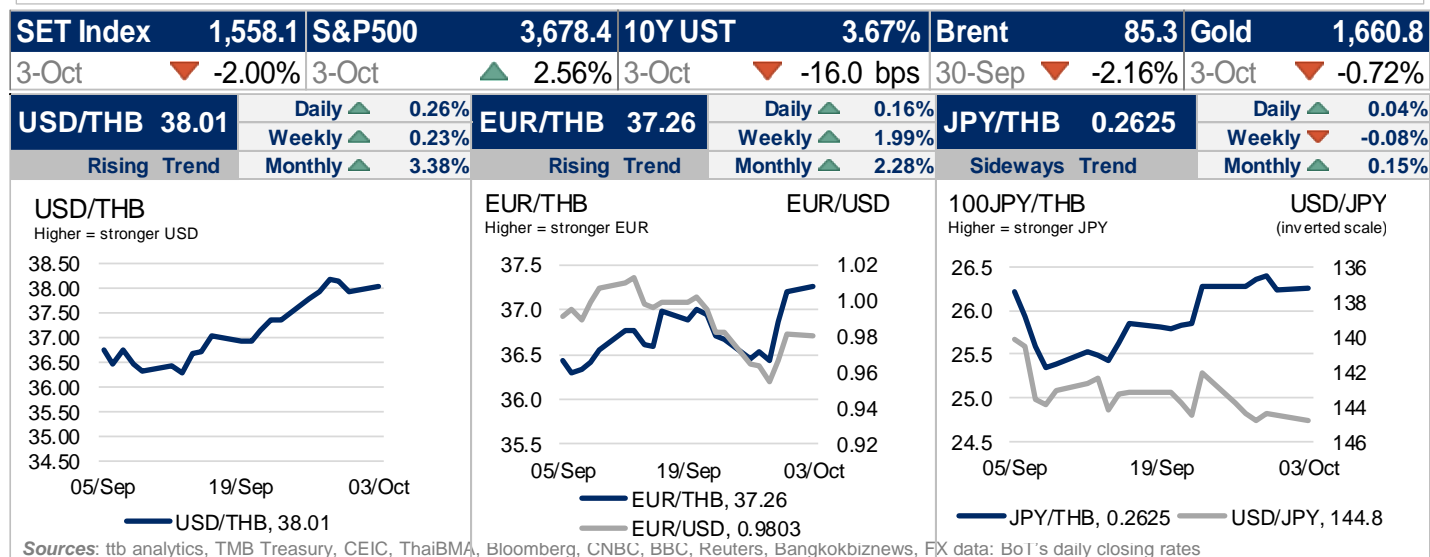 SET Index 1,558.1 S&P500 3,678.4 10Y UST 3.67% Brent 85.3 Gold 1,660.8
3-Oct -2.00% 3-Oct 2.56% 3-Oct -16.0 bps 30-Sep -2.16% 3-Oct -0.72%
USD/THB 38.01
Daily 0.26%
Weekly 0.23%
Rising Trend Monthly 3.38%
EUR/THB 37.26
Daily 0.16%
Weekly 1.99%
Rising Trend Monthly 2.28%
JPY/THB 0.2625
Daily 0.04%
Weekly -0.08%
Sideways Trend Monthly 0.15%
USD/THB
Higher = stronger USD
38.50
38.00
37.50
37.00
36.50
36.00
35.50
35.00
34.50
05/Sep 19/Sep 03/Oct
USD/THB, 38.01
EUR/THB EUR/USD
Higher = stronger EUR
37.5 1.02
37.0 1.00
36.5 0.98
36.0 0.96
35.5 0.94
0.92
05/Sep 19/Sep 03/Oct
EUR/THB, 37.26
EUR/USD, 0.9803
100JPY/THB USD/JPY
Higher = stronger JPY (inverted scale)
26.5 136
26.0 138
25.5 140
25.0 142
24.5 144
146
05/Sep 19/Sep 03/Oct
JPY/THB, 0.2625 USD/JPY, 144.8
Sources: ttb analytics, TMB Treasury, CEIC, ThaiBMA, Bloomberg, CNBC, BBC, Reuters, Bangkokbiznews, FX data: BoT's daily closing rates